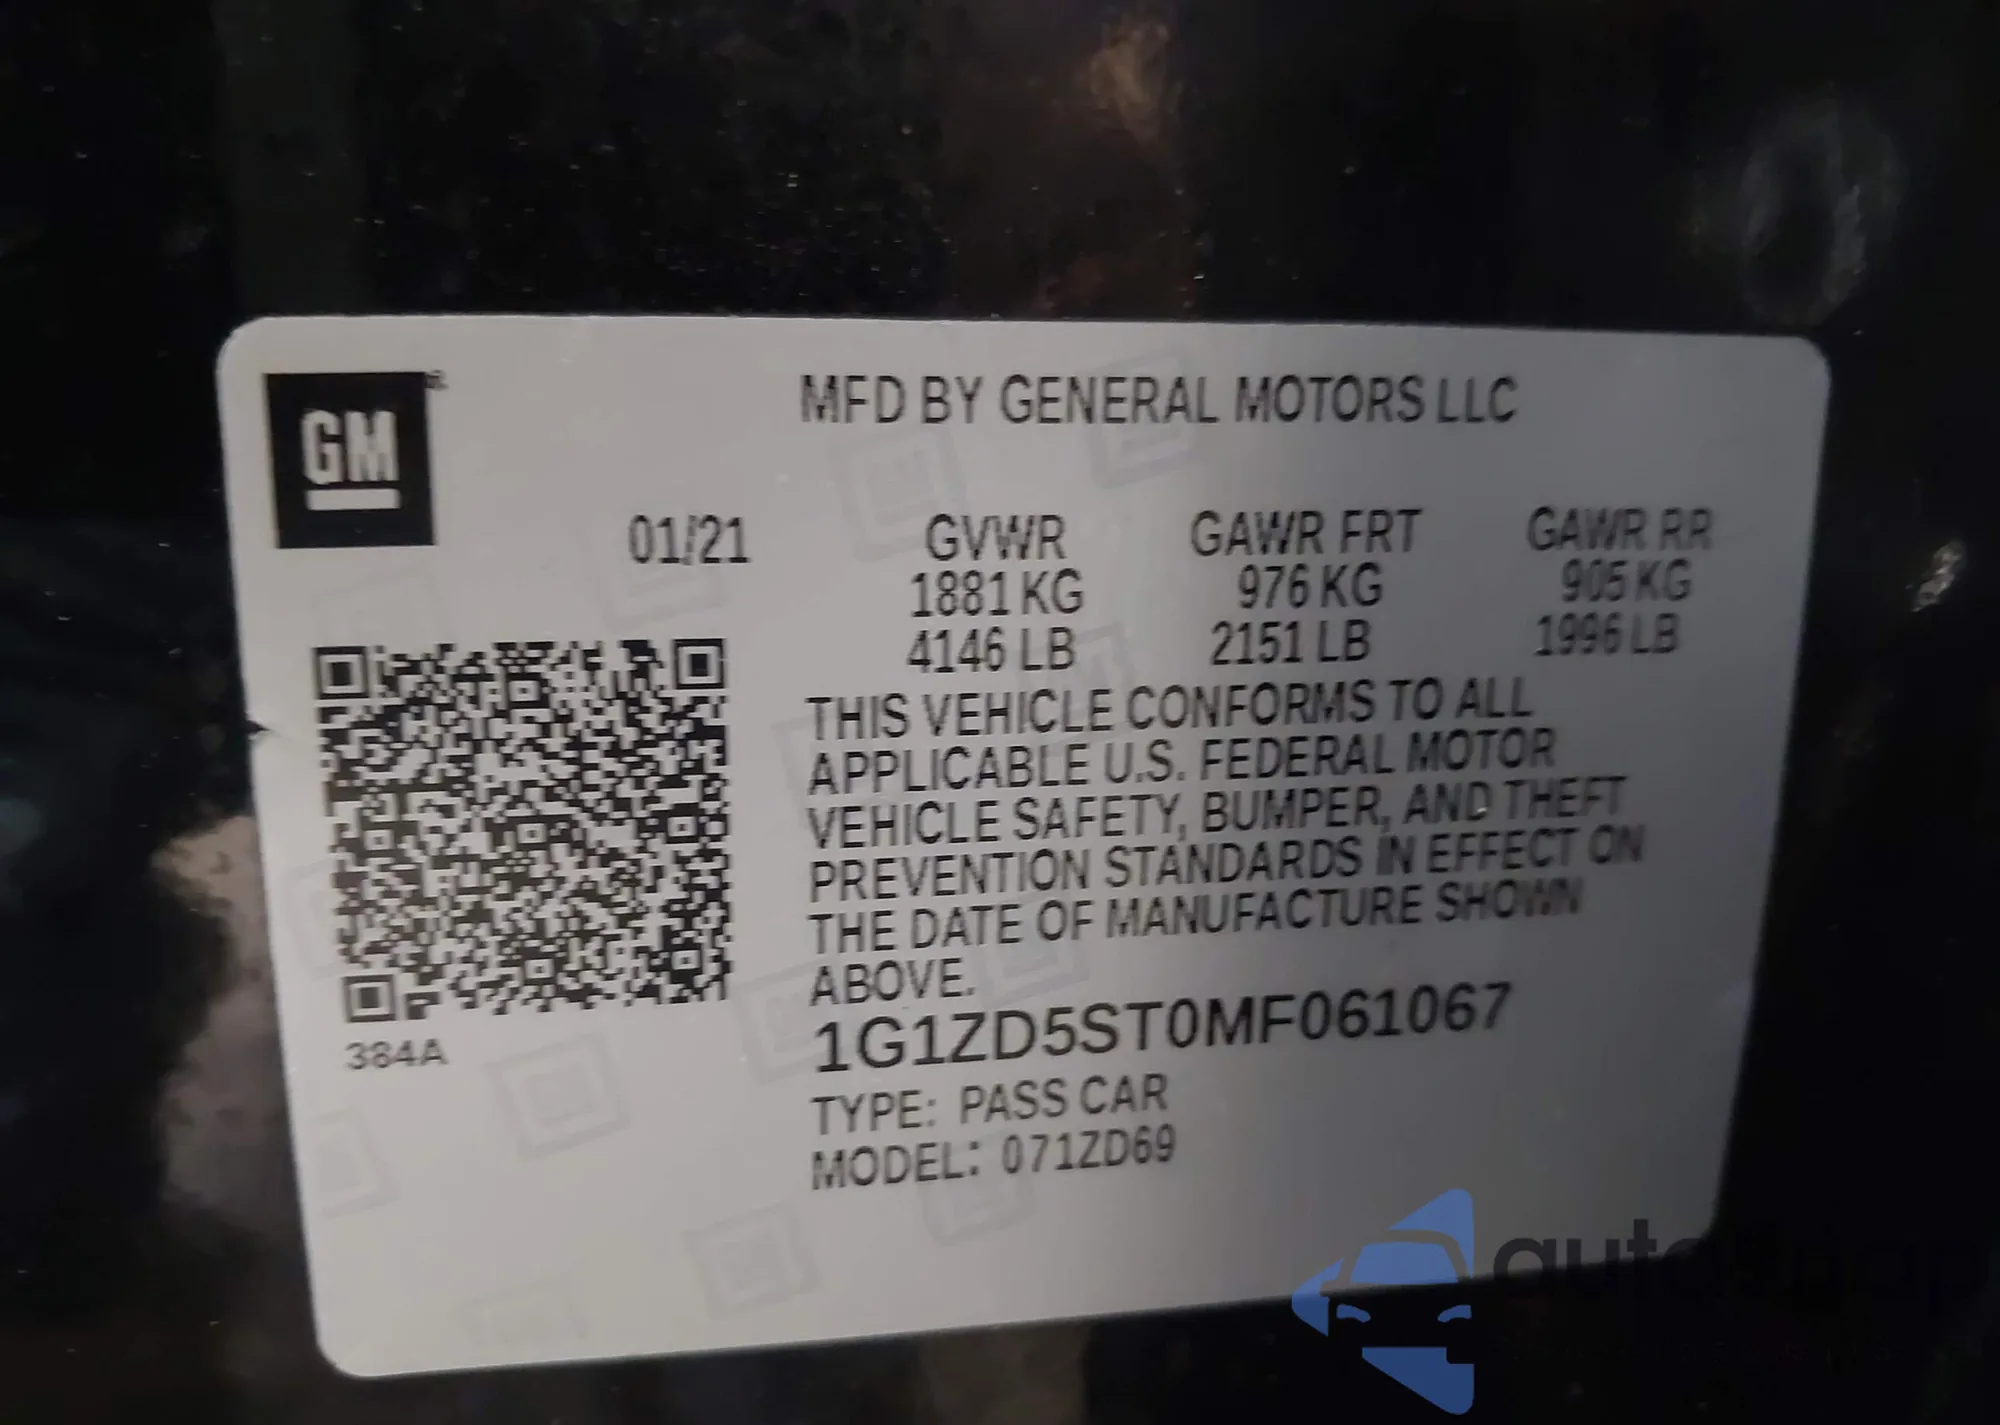 GM
MFD BY GENERAL MOTORS LLC
01/21 GVWR GAWR FRT GAWR RR
1881 KG 976 KG 905 KG
4146 LB 2151 LB 1996 LB
THIS VEHICLE CONFORMS TO ALL
APPLICABLE U.S. FEDERAL MOTOR
VEHICLE SAFETY, BUMPER, AND THEFT
PREVENTION STANDARDS IN EFFECT ON
THE DATE OF MANUFACTURE SHOWN
ABOVE.
1G1ZD5ST0MF061067
384A
TYPE: PASS CAR
MODEL: 071ZD69